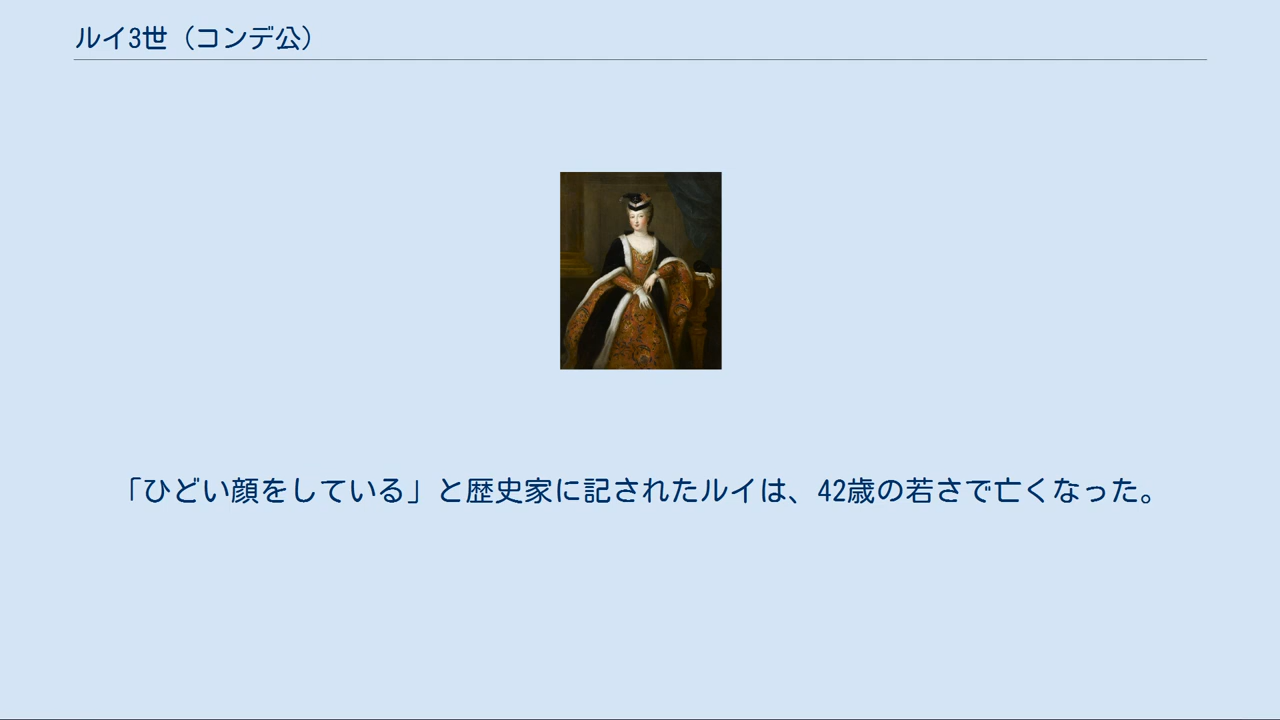 ルイ3世（コンデ公）
「ひどい顔をしている」と歴史家に記されたルイは、42歳の若さで亡くなった。